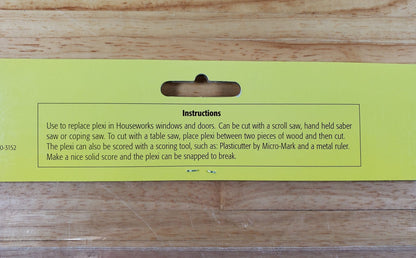 Instructions
Use to replace plexi in Houseworks windows and doors. Can be cut with a scroll saw, hand held saber
saw or coping saw. To cut with a table saw, place plexi between two pieces of wood and then cut.
0-3152
The plexi can also be scored with a scoring tool, such as: Plasticutter by Micro-Mark and a metal ruler.
Make a nice solid score and the plexi can be snapped to break.